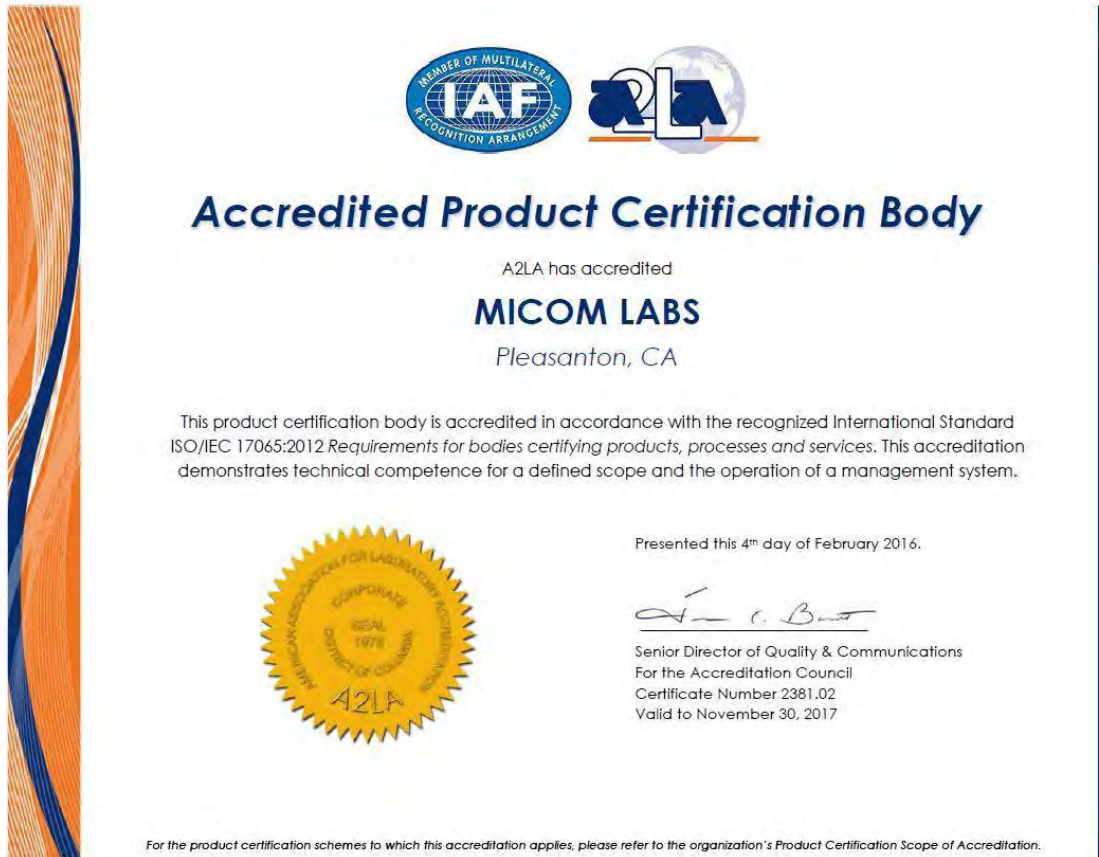 MEMBER OF MULTILATERAL
IAF
RECOGNITION ARRANGEMENT
a2La
Accredited Product Certification Body
A2LA has accredited
MICOM LABS
Pleasanton, CA
This product certification body is accredited in accordance with the recognized International Standard
ISO/IEC 17065:2012 Requirements for bodies certifying products, processes and services. This accreditation
demonstrates technical competence for a defined scope and the operation of a management system.
AMERICAN ASSOCIATION FOR LABORATORY ACCREDITATION
CORPORATE
SEAL
1978
DISTRICT OF COLUMBIA
A2LA
Presented this 4th day of February 2016.
Senior Director of Quality & Communications
For the Accreditation Council
Certificate Number 2381.02
Valid to November 30, 2017
For the product certification schemes to which this accreditation applies, please refer to the organization's Product Certification Scope of Accreditation.